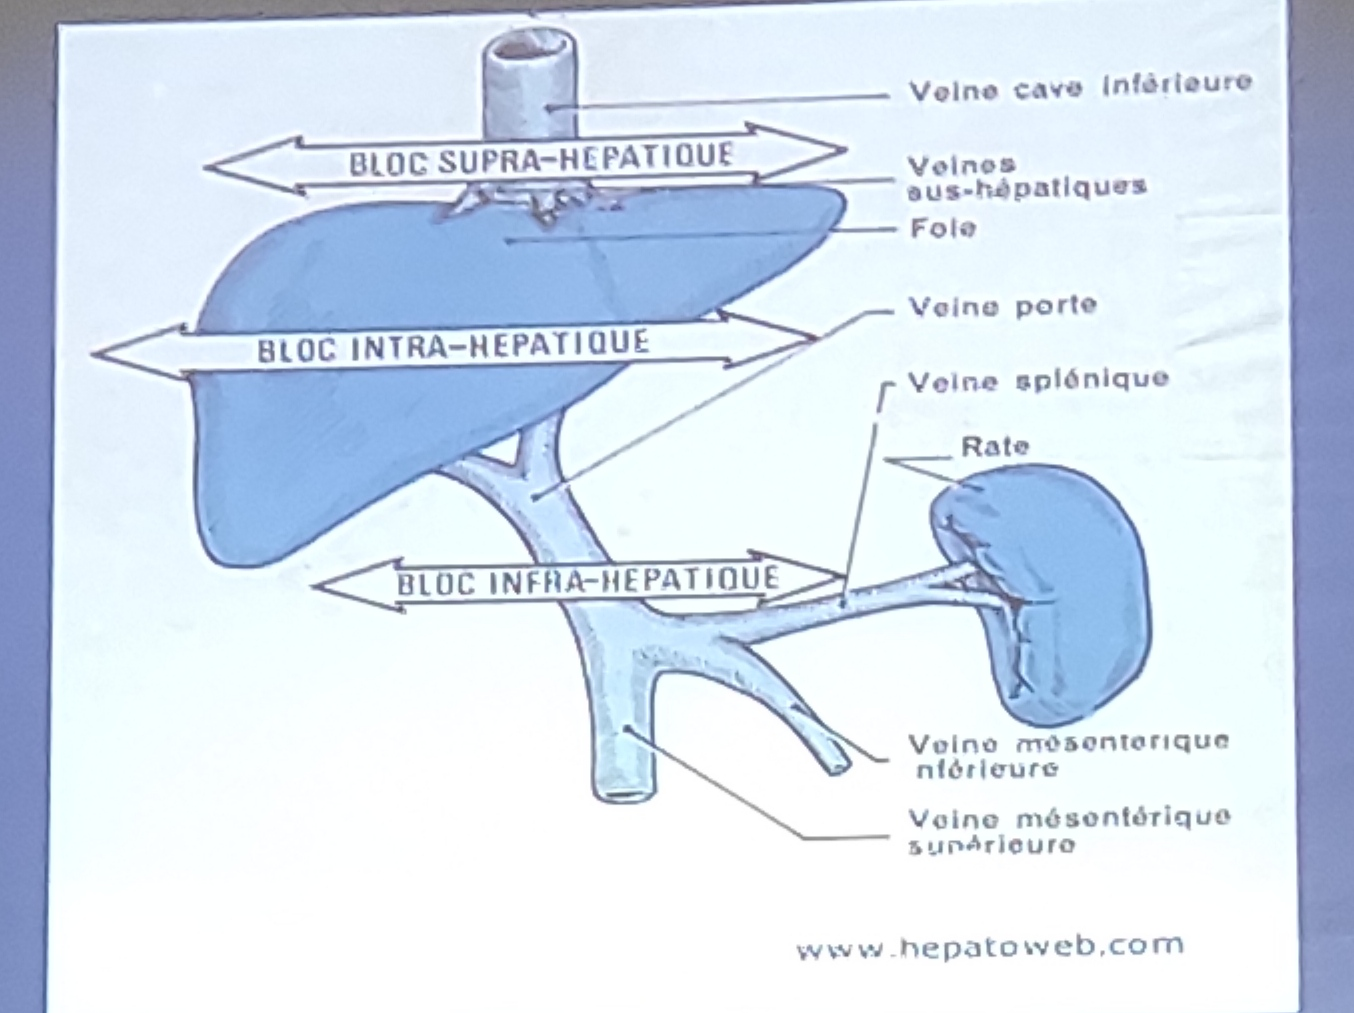 Veine cave inférieure
BLOC SUPRA-HEPATIQUE
Veines
sus-hépatiques
Foie
Veine porte
BLOC INTRA-HEPATIQUE
Veine splénique
Rate
BLOC INFRA-HEPATIQUE
Veine mésenterique
nférieure
Veine mésentérique
supérieure
www.hepatoweb.com